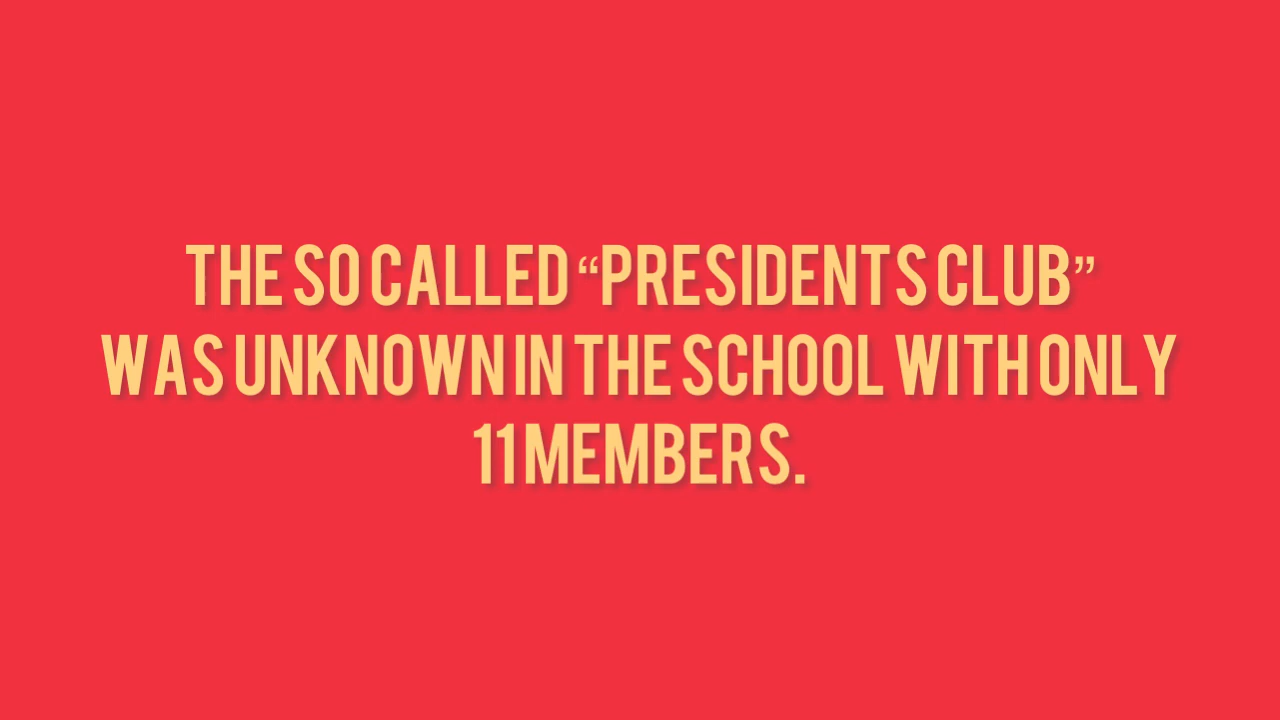 THE SO CALLED “PRESIDENTS CLUB”
WAS UNKNOWN IN THE SCHOOL WITH ONLY
11 MEMBERS.